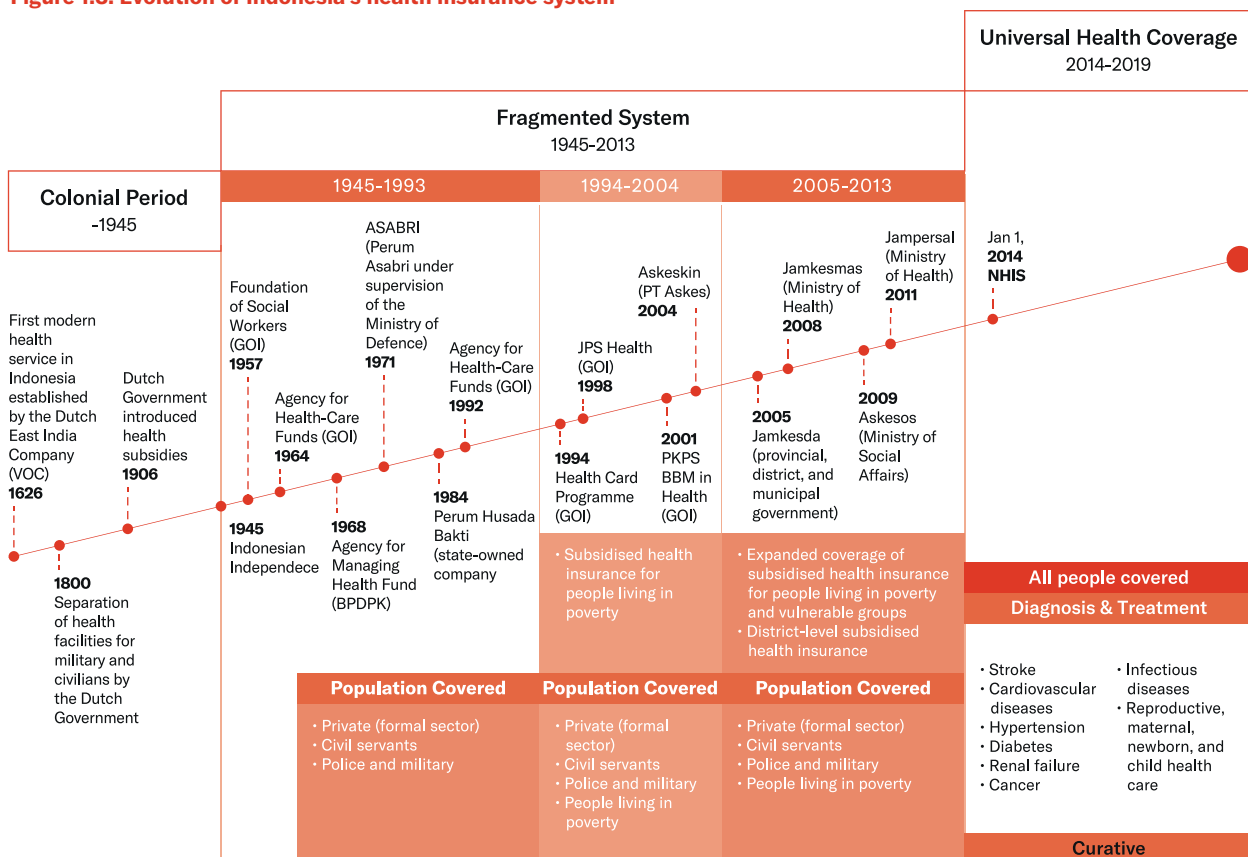 Universal Health Coverage
2014-2019
Fragmented System
1945-2013
Colonial Period
-1945
1945-1993
1994-2004
2005-2013
First modern
health
service in
Indonesia
established
by the Dutch
East India
Company
(VOC)
1626
1800
Separation
of health
facilities for
military and
civilians by
the Dutch
Government
Dutch
Government
introduced
health
subsidies
1906
1945
Indonesian
Independece
Foundation
of Social
Workers
(GOI)
1957
Agency for
Health-Care
Funds (GOI)
1964
1968
Agency for
Managing
Health Fund
(BPDPK)
ASABRI
(Perum
Asabri under
supervision
of the
Ministry of
Defence)
1971
1984
Perum Husada
Bakti
(state-owned
company
Agency for
Health-Care
Funds (GOI)
1992
1994
Health Card
Programme
(GOI)
JPS Health
(GOI)
1998
2001
PKPS
BBM in
Health
(GOI)
Askeskin
(PT Askes)
2004
2005
Jamkesda
(provincial,
district, and
municipal
government)
Jamkesmas
(Ministry of
Health)
2008
2009
Askesos
(Ministry of
Social
Affairs)
Jampersal
(Ministry
of Health)
2011
Jan 1,
2014
NHIS
· Subsidised health
insurance for
people living in
poverty
· Expanded coverage of
subsidised health insurance
for people living in poverty
and vulnerable groups
· District-level subsidised
health insurance
Population Covered
· Private (formal sector)
· Civil servants
· Police and military
Population Covered
· Private (formal
sector)
· Civil servants
· Police and military
· People living in
poverty
Population Covered
· Private (formal sector)
· Civil servants
· Police and military
· People living in poverty
All people covered
Diagnosis & Treatment
· Stroke
· Cardiovascular
diseases
· Hypertension
· Diabetes
· Renal failure
· Cancer
· Infectious
diseases
· Reproductive,
maternal,
newborn, and
child health
care
Curative